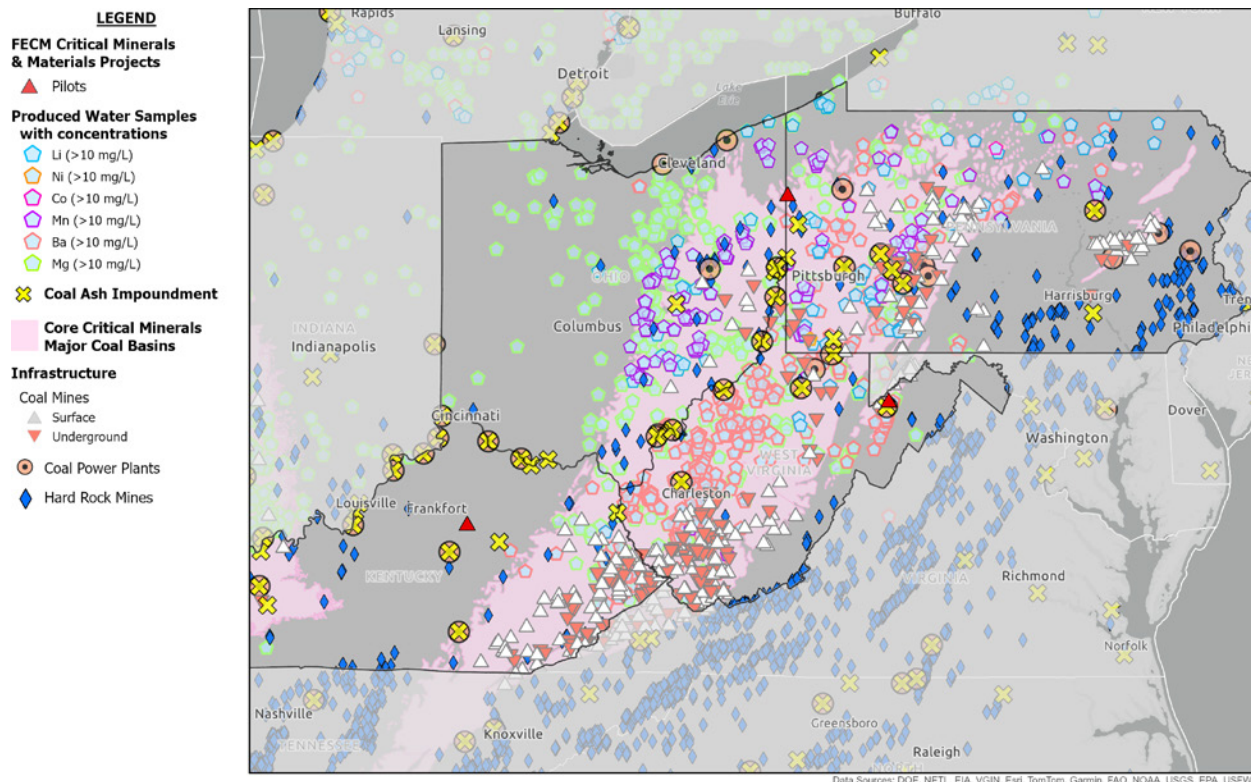 LEGEND
FECM Critical Minerals
& Materials Projects
Pilots
Produced Water Samples
with concentrations
Li (>10 mg/L)
Ni (>10 mg/L)
Co (>10 mg/L)
Mn (>10 mg/L)
Ba (>10 mg/L)
Mg (>10 mg/L)
Coal Ash Impoundment
Core Critical Minerals
Major Coal Basins
Infrastructure
Coal Mines
Surface
Underground
Coal Power Plants
Hard Rock Mines
Rapids
Lansing
Buffalo
Detroit
Lake
Erie
Cleveland
PENNSYLVANIA
OHIO
Pittsburgh
Harrisburg
Tren
Philadelphi
Columbus
INDIANA
Indianapolis
Cincinnati
Dover
Washington
WEST
VIRGINIA
Charleston
Louisville
Frankfort
KENTUCKY
VIRGINIA
Richmond
Norfolk
Nashville
Knoxville
TENNESSEE
Greensboro
Raleigh
NORTH
Data Sources: DOE, NETL, EIA, VGIN, Esri, TomTom, Garmin, FAO, NOAA, USGS, EPA, USFW